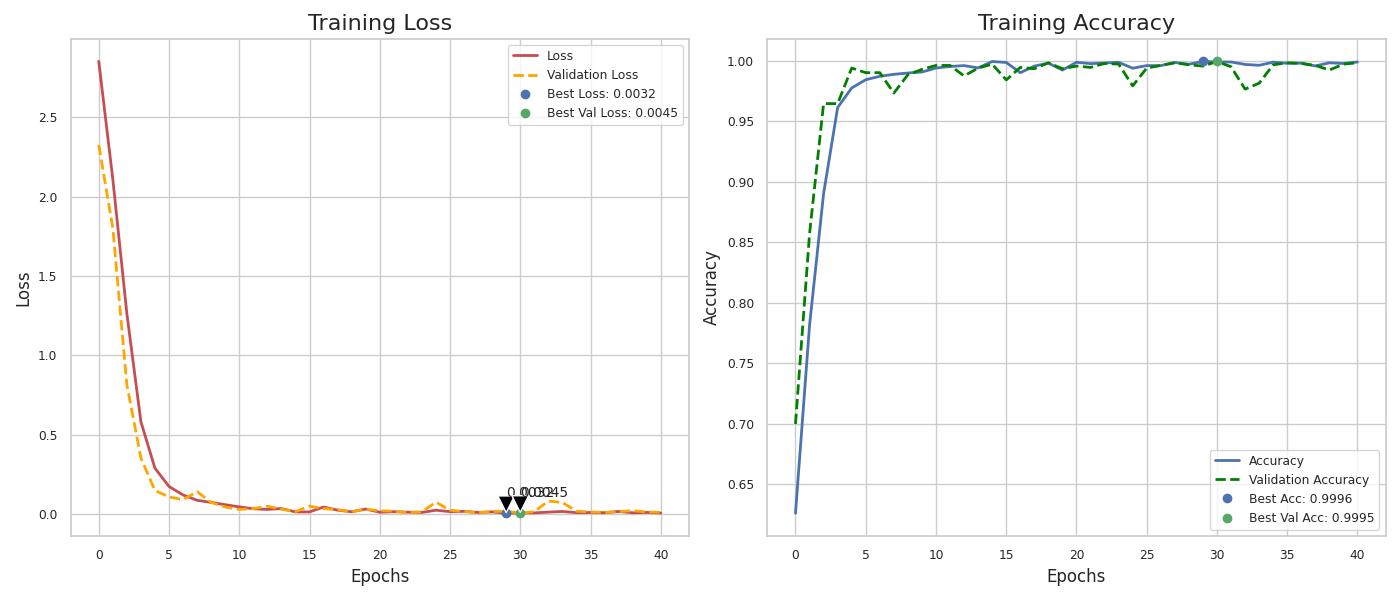 Training Loss
Loss
Validation Loss
Best Loss: 0.0032
Best Val Loss: 0.0045
2.5
2.0
1.5
1.0
0.5
0.0
Loss
0.0032
0.0045
0 5 10 15 20 25 30 35 40
Epochs
Training Accuracy
1.00
0.95
0.90
0.85
0.80
0.75
0.70
0.65
Accuracy
Accuracy
Validation Accuracy
Best Acc: 0.9996
Best Val Acc: 0.9995
0 5 10 15 20 25 30 35 40
Epochs